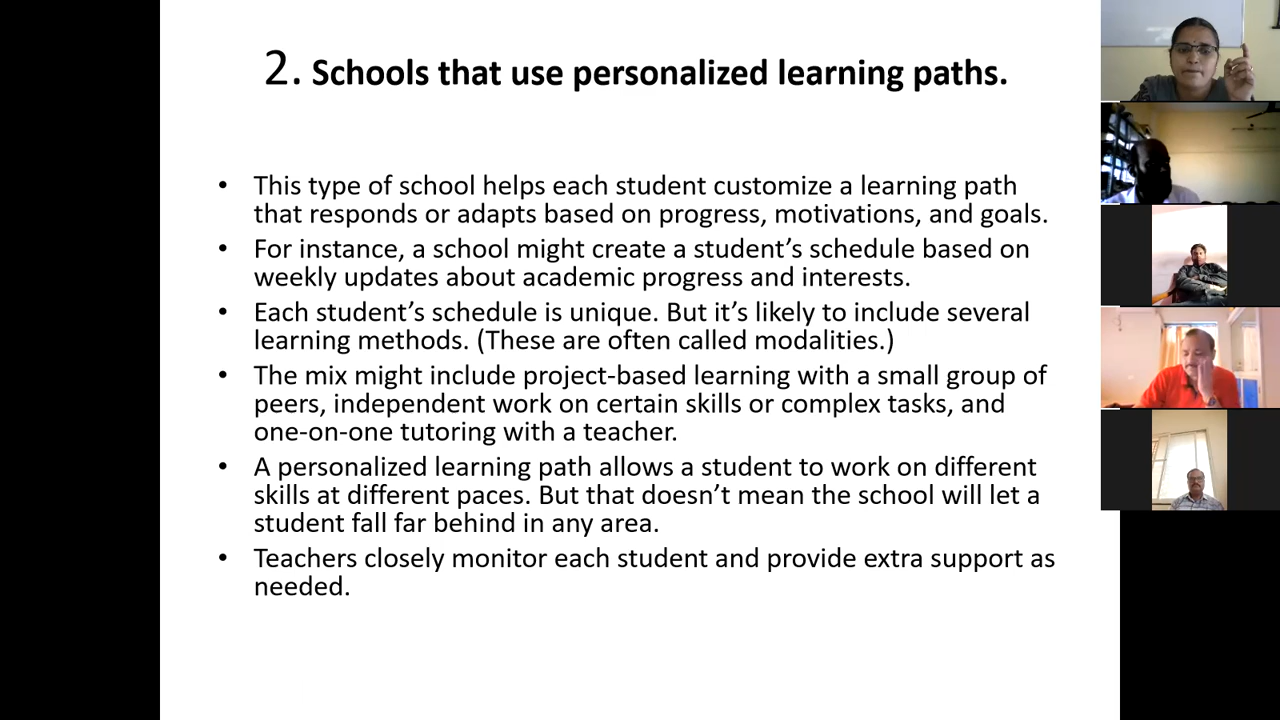 2. Schools that use personalized learning paths.
• This type of school helps each student customize a learning path
that responds or adapts based on progress, motivations, and goals.
• For instance, a school might create a student’s schedule based on
weekly updates about academic progress and interests.
• Each student’s schedule is unique. But it’s likely to include several
learning methods. (These are often called modalities.)
• The mix might include project-based learning with a small group of
peers, independent work on certain skills or complex tasks, and
one-on-one tutoring with a teacher.
• A personalized learning path allows a student to work on different
skills at different paces. But that doesn’t mean the school will let a
student fall far behind in any area.
• Teachers closely monitor each student and provide extra support as
needed.